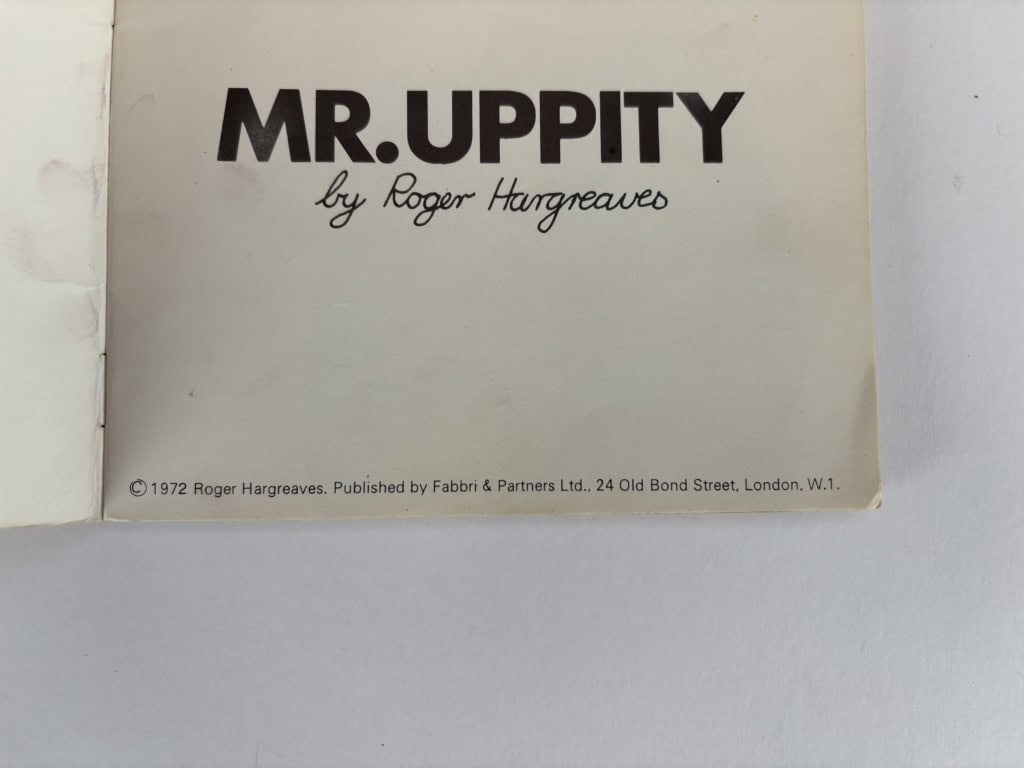 MR. UPPITY
by Roger Hargreaves
© 1972 Roger Hargreaves. Published by Fabbri & Partners Ltd., 24 Old Bond Street, London, W.1.